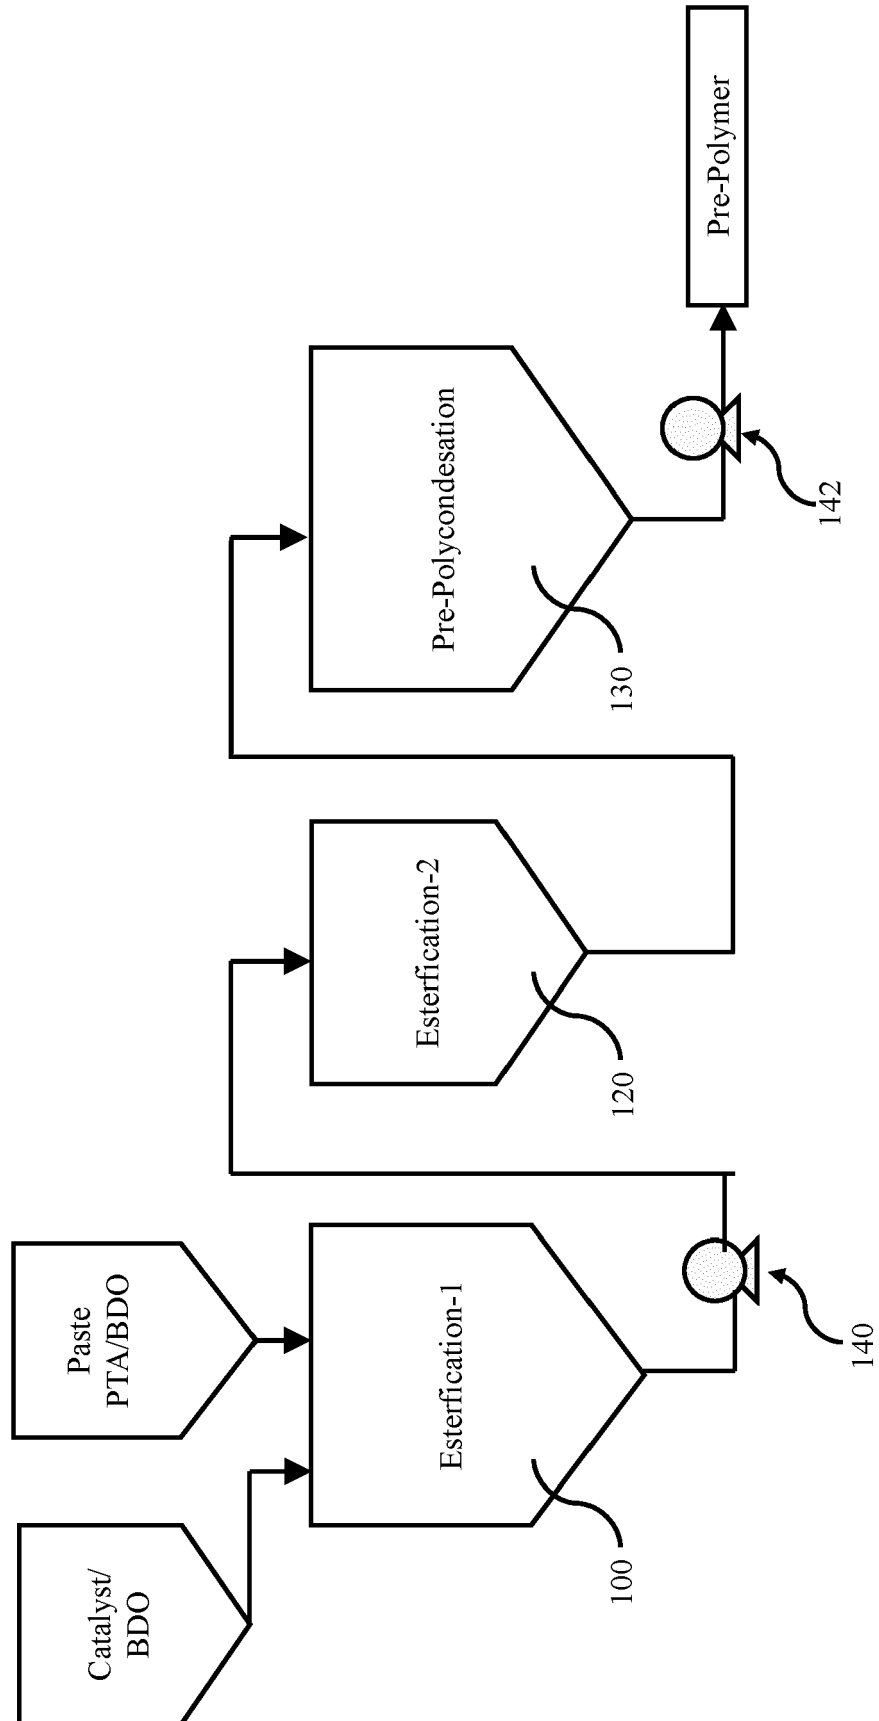 Catalyst/
BDO
Paste
PTA/BDO
Esterfication-1
100
140
Esterfication-2
120
Pre-Polycondesation
130
142
Pre-Polymer